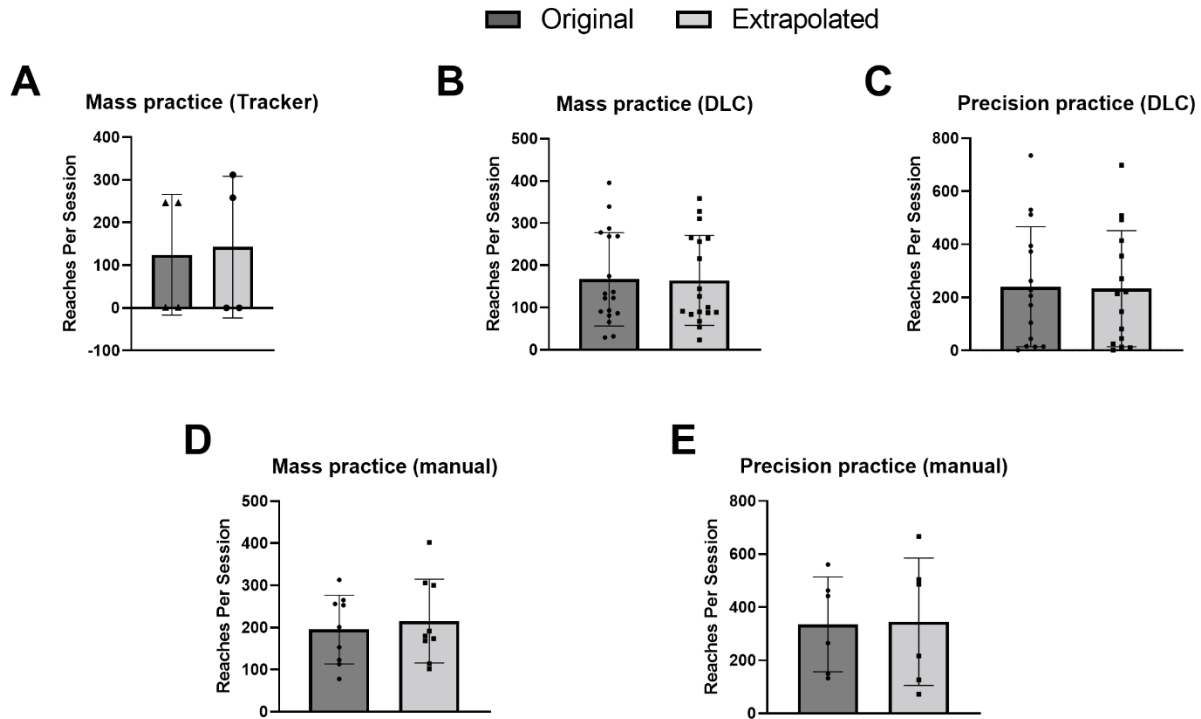 Original Extrapolated
A
Mass practice (Tracker)
Reaches Per Session
400
300
200
100
0
-100
B
Mass practice (DLC)
Reaches Per Session
500
400
300
200
100
0
C
Precision practice (DLC)
Reaches Per Session
800
600
400
200
0
D
Mass practice (manual)
Reaches Per Session
500
400
300
200
100
0
E
Precision practice (manual)
Reaches Per Session
800
600
400
200
0